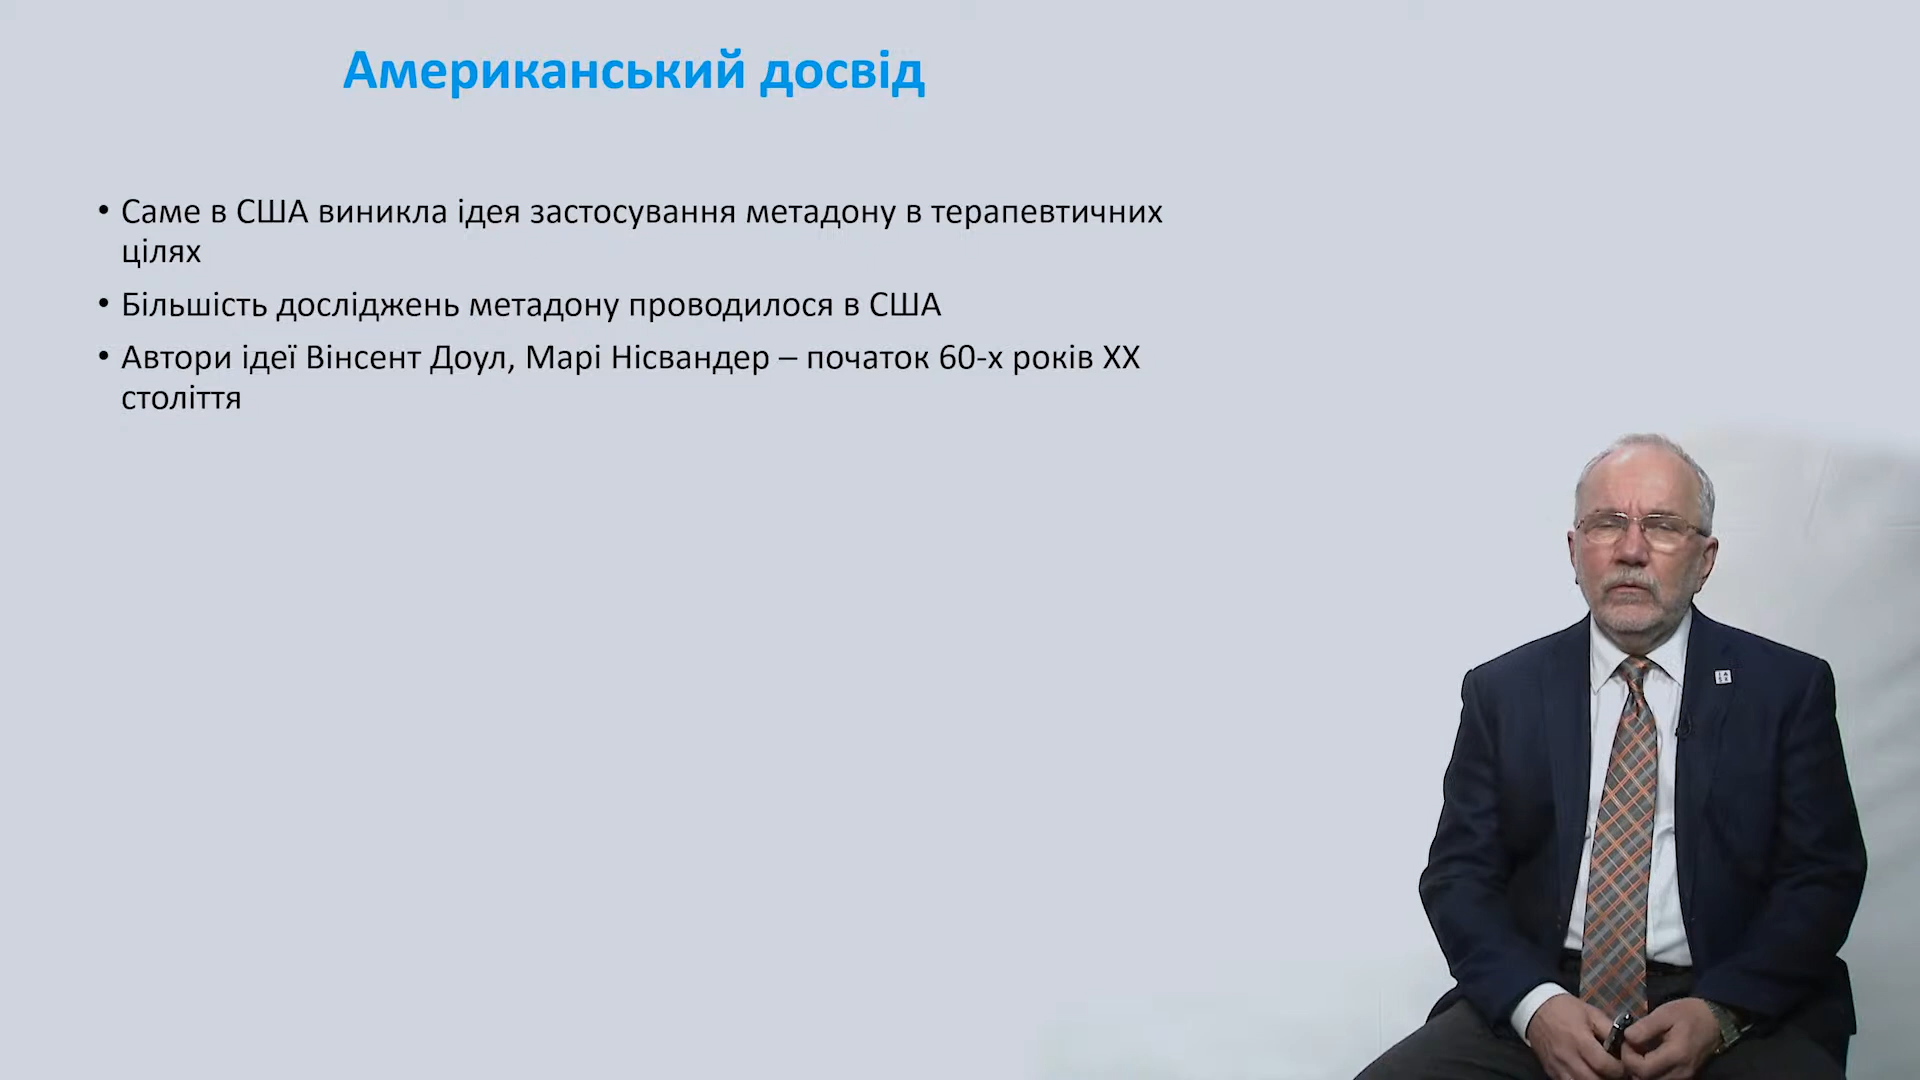 Американський досвід
• Саме в США виникла ідея застосування метадону в терапевтичних
цілях
• Більшість досліджень метадону проводилося в США
• Автори ідеї Вінсент Доул, Марі Нісвандер – початок 60-х років ХХ
століття